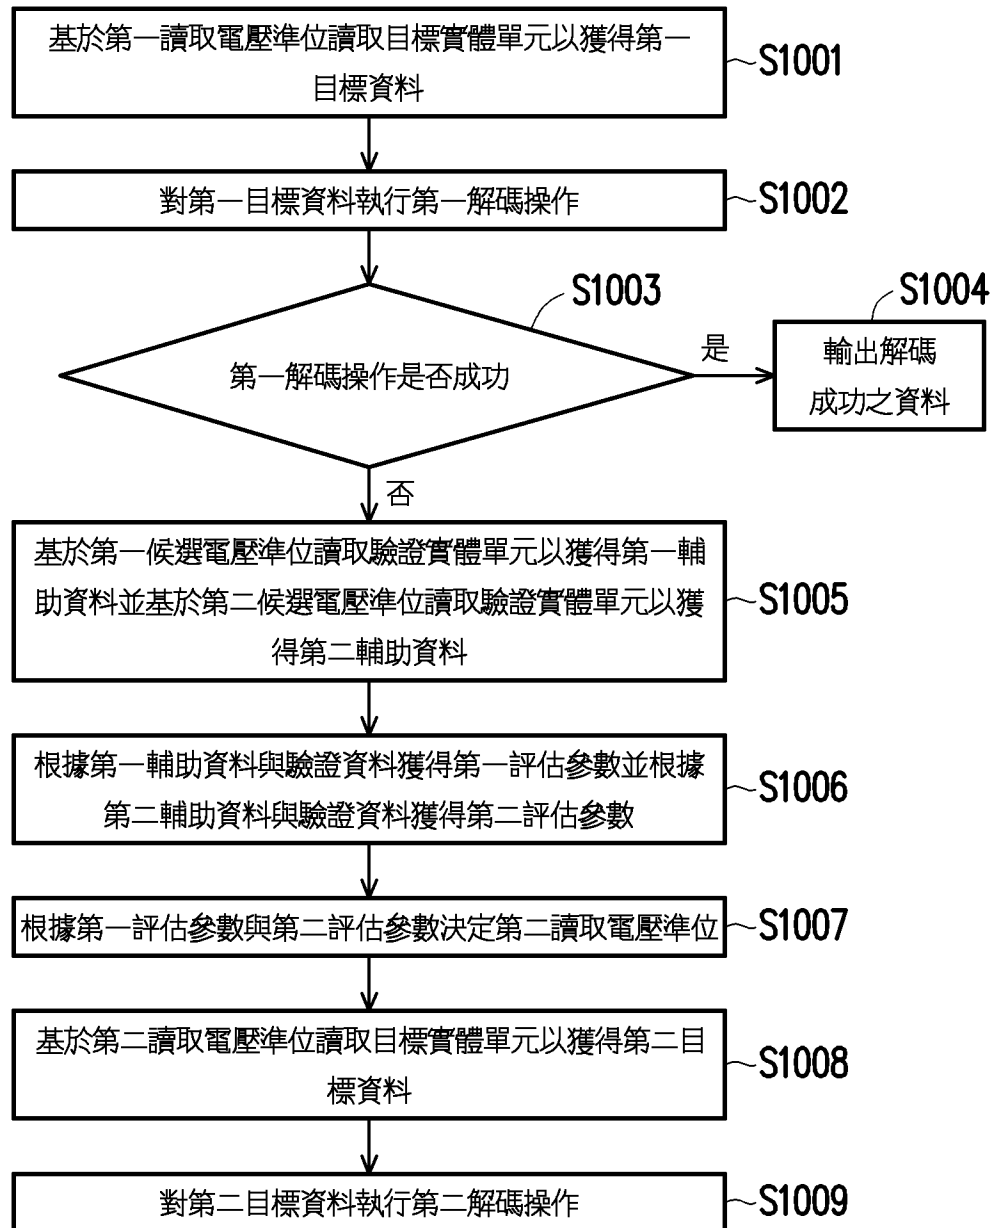 基於第一讀取電壓準位讀取目標實體單元以獲得第一
目標資料
S1001
對第一目標資料執行第一解碼操作
S1002
S1003
第一解碼操作是否成功
是
S1004
輸出解碼
成功之資料
否
基於第一候選電壓準位讀取驗證實體單元以獲得第一輔
助資料並基於第二候選電壓準位讀取驗證實體單元以獲
得第二輔助資料
S1005
根據第一輔助資料與驗證資料獲得第一評估參數並根據
第二輔助資料與驗證資料獲得第二評估參數
S1006
根據第一評估參數與第二評估參數決定第二讀取電壓準位
S1007
基於第二讀取電壓準位讀取目標實體單元以獲得第二目
標資料
S1008
對第二目標資料執行第二解碼操作
S1009